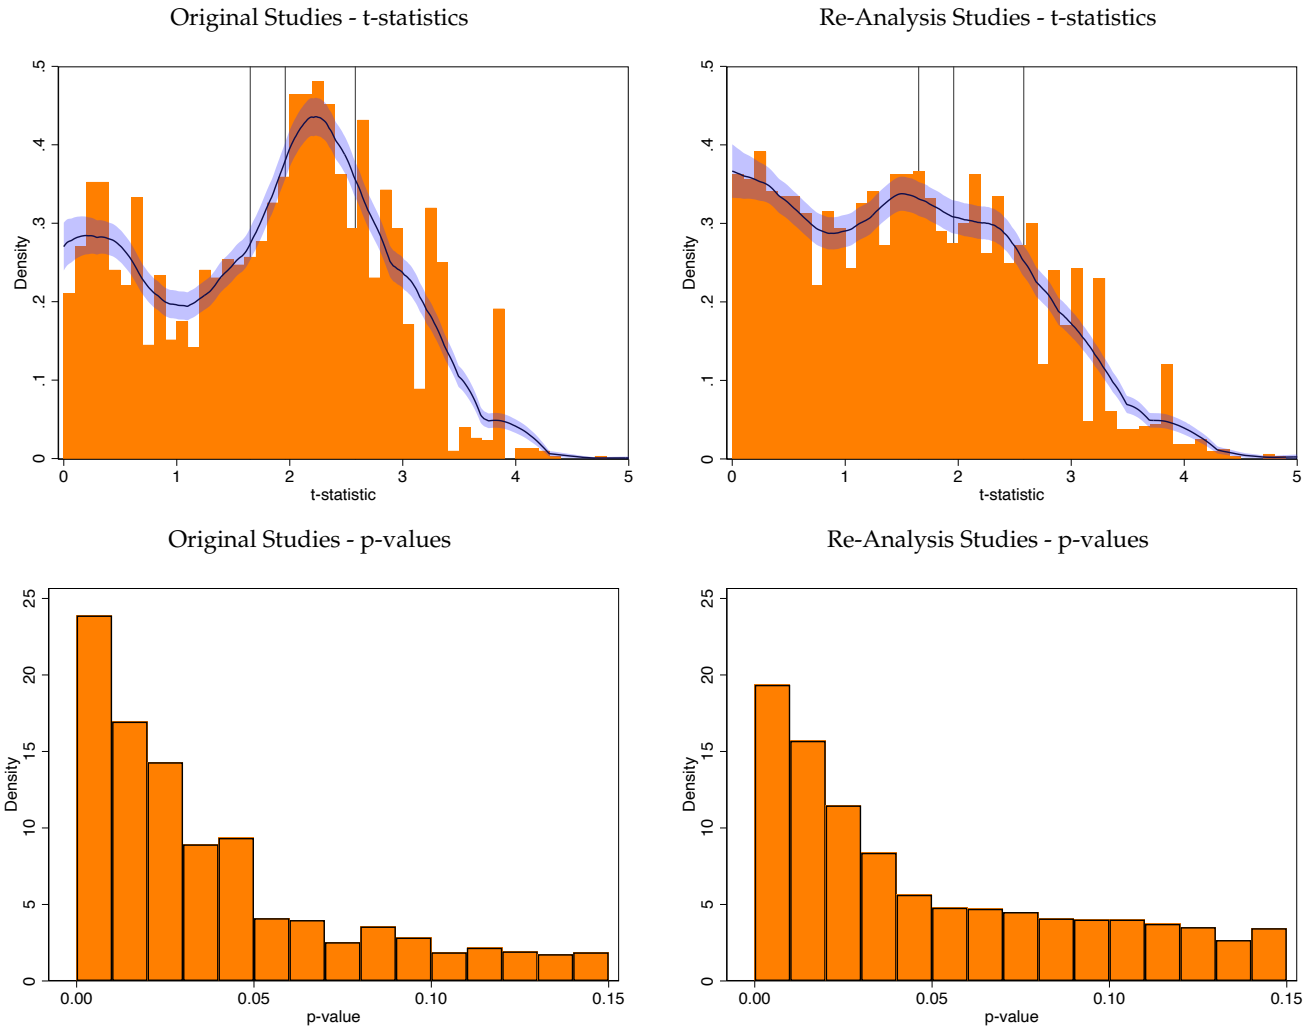 Original Studies - t-statistics
Re-Analysis Studies - t-statistics
Density
.5
.4
.3
.2
.1
0
0 1 2 3 4 5
t-statistic
Density
.5
.4
.3
.2
.1
0
0 1 2 3 4 5
t-statistic
Original Studies - p-values
Re-Analysis Studies - p-values
Density
25
20
15
10
5
0
0.00 0.05 0.10 0.15
p-value
Density
25
20
15
10
5
0
0.00 0.05 0.10 0.15
p-value